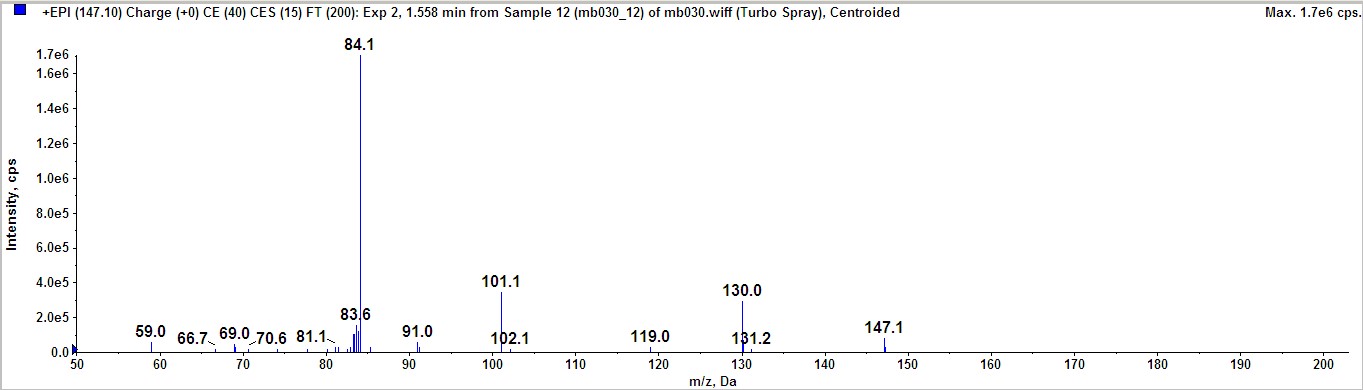 +EPI (147.10) Charge (+0) CE (40) CES (15) FT (200): Exp 2, 1.558 min from Sample 12 (mb030_12) of mb030.wiff (Turbo Spray), Centroided
Max. 1.7e6 cps.
84.1
1.7e6
1.6e6
1.4e6
1.2e6
1.0e6
8.0e5
6.0e5
4.0e5
2.0e5
0.0
Intensity, cps
59.0
66.7
69.0
70.6
81.1
83.6
91.0
101.1
102.1
119.0
130.0
131.2
147.1
50 60 70 80 90 100 110 120 130 140 150 160 170 180 190 200
m/z, Da